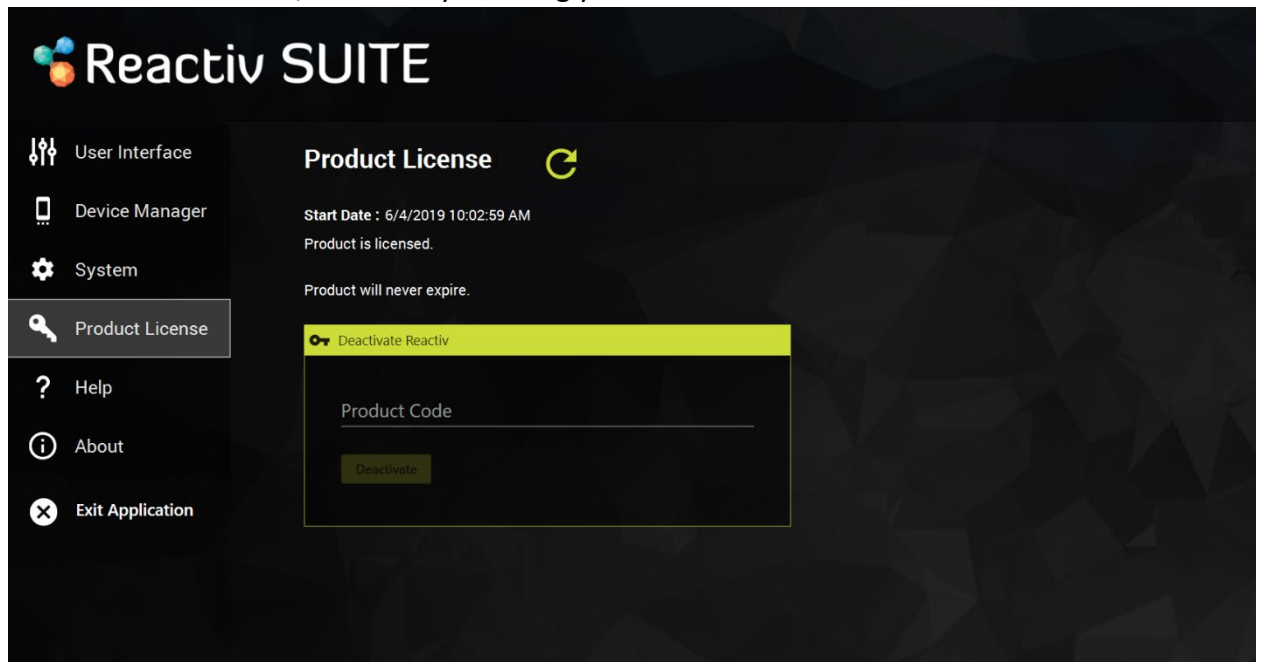 Reactiv SUITE
User Interface
Device Manager
System
Product License
Help
About
Exit Application
Product License
Start Date : 6/4/2019 10:02:59 AM
Product is licensed.
Product will never expire.
Deactivate Reactiv
Product Code
Deactivate